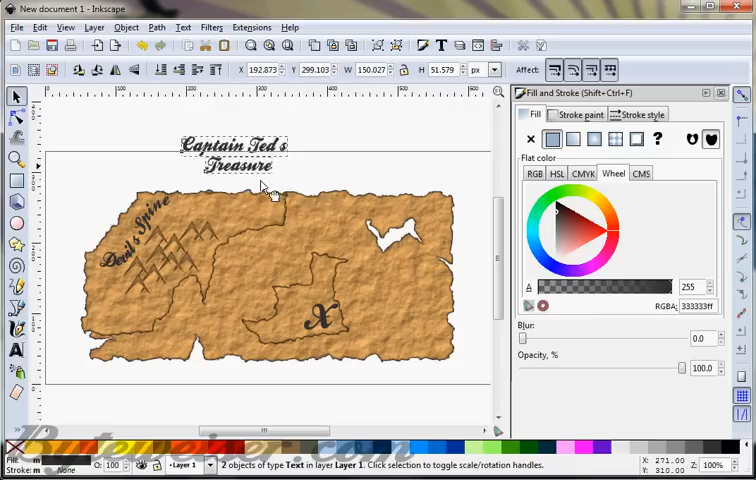 New document 1 - Inkscape
File Edit View Layer Object Path Text Filters Extensions Help
X 192.873 Y 299.103 W 150.027 H 51.579 px Affect:
Fill and Stroke (Shift+Ctrl+
Fill Stroke paint Stroke style
?
Flat color
RGB HSL CMYK Wheel CMS
A 255
RGBA: 333333ff
Blur:
0.0
Opacity, %
100.0
Captain Ted's
Treasure
Devil's Spine
X
Byteweiser.com
Fill: m
Stroke: m None O: 100 Layer 1 2 objects of type Text in layer Layer 1. Click selection to toggle scale/rotation handles. X: 271.00 Y: 310.00 Z: 100%